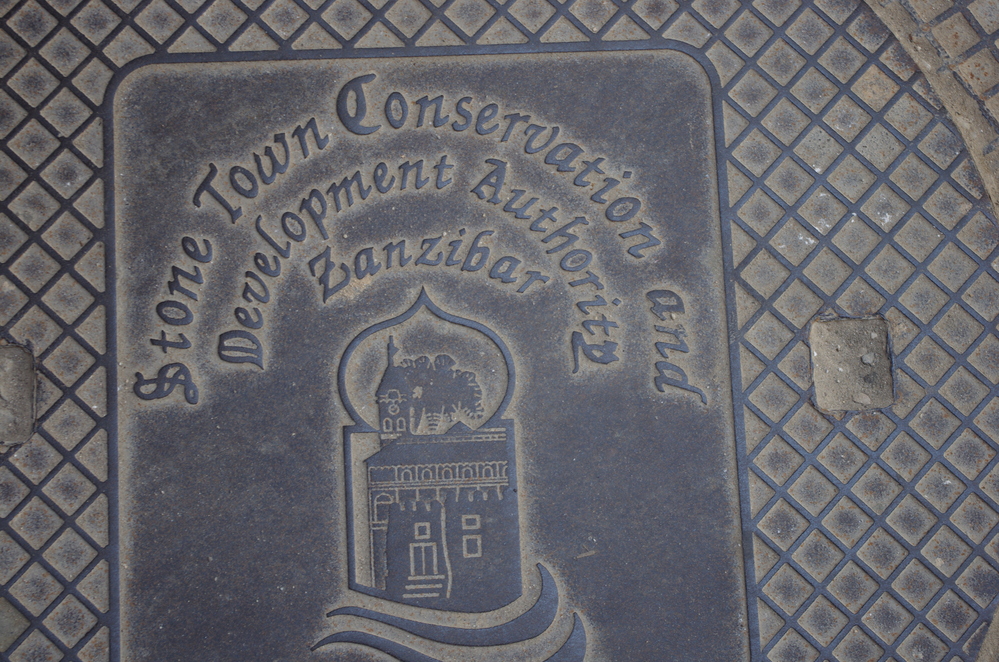 Stone Town Conservation and
Development Authority
Zanzibar